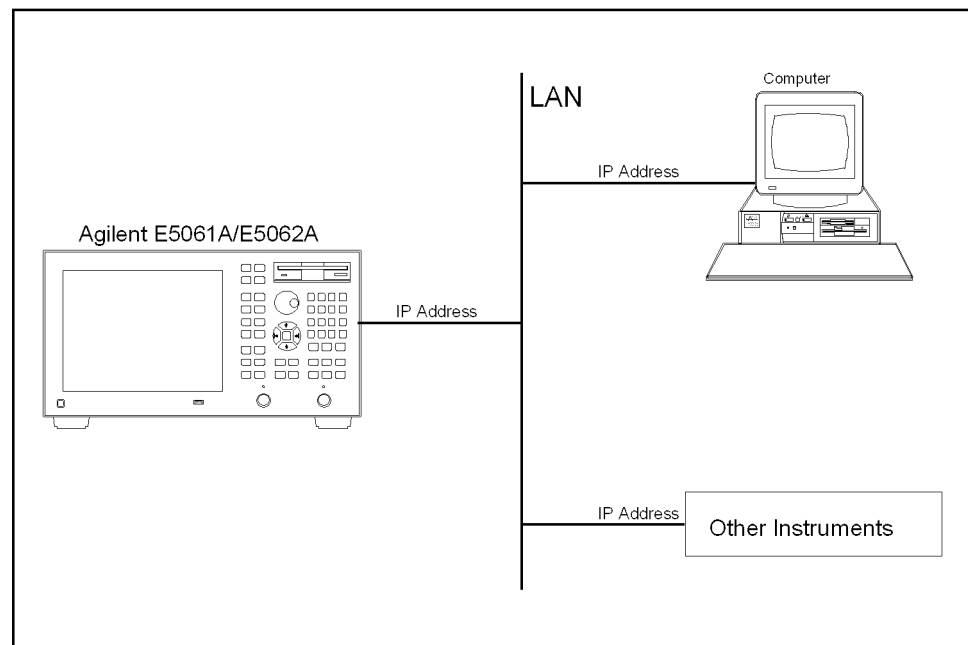 Computer
LAN
IP Address
Agilent E5061A/E5062A
IP Address
IP Address
Other Instruments